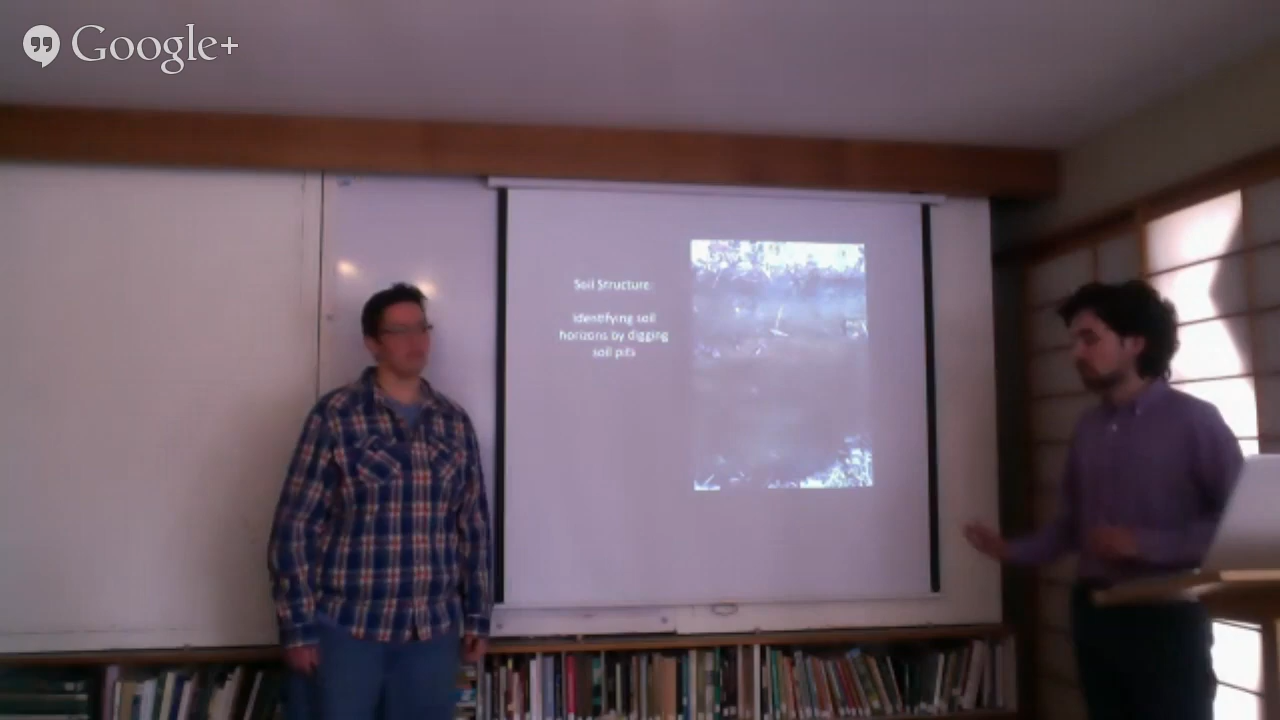 Google+
Soil Structure:
Identifying soil
horizons by digging
soil pits